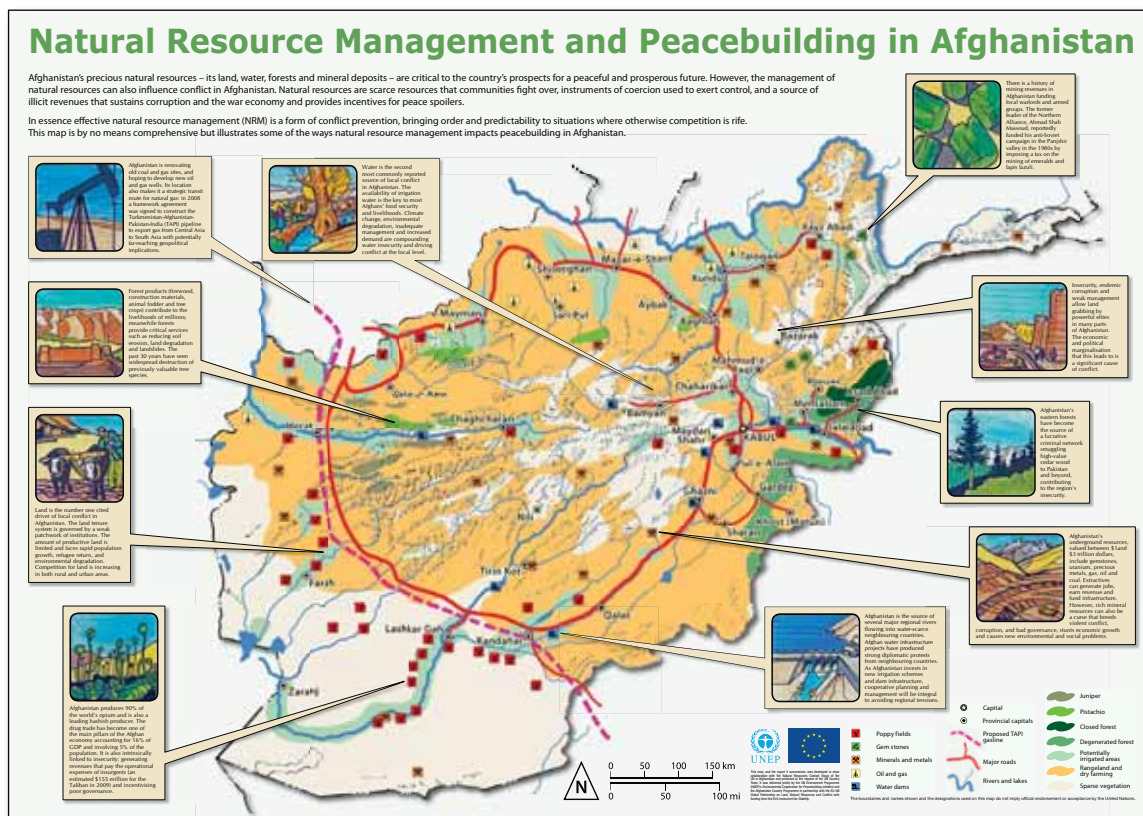 Natural Resource Management and Peacebuilding in Afghanistan
Afghanistan's precious natural resources – its land, water, forests and mineral deposits – are critical to the country's prospects for a peaceful and prosperous future. However, the management of
natural resources can also influence conflict in Afghanistan. Natural resources are scarce resources that communities fight over, instruments of coercion used to exert control, and a source of
illicit revenues that sustains corruption and the war economy and provides incentives for peace spoilers.
In essence effective natural resource management (NRM) is a form of conflict prevention, bringing order and predictability to situations where otherwise competition is rife.
This map is by no means comprehensive but illustrates some of the ways natural resource management impacts peacebuilding in Afghanistan.
There is a history of
mining revenues in
Afghanistan funding
local warlords and armed
groups. The former
leader of the Northern
Alliance, Ahmad Shah
Massoud, reportedly
funded his anti-Soviet
campaign in the Panjshir
valley in the 1980s by
imposing a tax on the
mining of emeralds and
lapis lazuli.
Afghanistan is renovating
old coal and gas sites, and
hoping to develop new oil
and gas wells. Its location
also makes it a strategic transit
route for natural gas: in 2008
a framework agreement
was signed to construct the
Turkmenistan-Afghanistan-
Pakistan-India (TAPI) pipeline
to export gas from Central Asia
to South Asia with potentially
far-reaching geopolitical
implications.
Water is the second
most commonly reported
source of local conflict
in Afghanistan. The
availability of irrigation
water is the key to most
Afghans' food security
and livelihoods. Climate
change, environmental
degradation, inadequate
management and increased
demand are compounding
water insecurity and driving
conflict at the local level.
Forest products (firewood,
construction materials,
animal fodder and tree
crops) contribute to the
livelihoods of millions;
meanwhile forests
provide critical services
such as reducing soil
erosion, land degradation
and landslides. The
past 30 years have seen
widespread destruction of
previously valuable tree
species.
Insecurity, endemic
corruption and
weak management
allow land
grabbing by
powerful elites
in many parts
of Afghanistan.
The economic
and political
marginalisation
that this leads to is
a significant cause
of conflict.
Afghanistan's
eastern forests
have become
the source of
a lucrative
criminal network
smuggling
high-value
cedar wood
to Pakistan
and beyond,
contributing
to the region's
insecurity.
Land is the number one cited
driver of local conflict in
Afghanistan. The land tenure
system is governed by a weak
patchwork of institutions. The
amount of productive land is
limited and faces rapid population
growth, refugee return, and
environmental degradation.
Competition for land is increasing
in both rural and urban areas.
Afghanistan's
underground resources,
valued between $1and
$3 trillion dollars,
include gemstones,
uranium, precious
metals, gas, oil and
coal. Extractives
can generate jobs,
earn revenue and
fund infrastructure.
However, rich mineral
resources can also be
a curse that breeds
violent conflict,
corruption, and bad governance, stunts economic growth
and causes new environmental and social problems.
Afghanistan is the source of
several major regional rivers
flowing into water-scarce
neighbouring countries.
Afghan water infrastructure
projects have produced
strong diplomatic protests
from neighbouring countries.
As Afghanistan invests in
new irrigation schemes
and dam infrastructure,
cooperative planning and
management will be integral
to avoiding regional tensions.
Afghanistan produces 90% of
the world's opium and is also a
leading hashish producer. The
drug trade has become one of
the main pillars of the Afghan
economy accounting for 16% of
GDP and involving 5% of the
population. It is also intrinsically
linked to insecurity: generating
revenues that pay the operational
expenses of insurgents (an
estimated $155 million for the
Taliban in 2009) and incentivising
poor governance.
Faiz Abad
Taloqan
Kunduz
Mazar-e-Sharif
Shiberghan
Aybak
Sari Pul
Maymana
Baghlan
Bazarak
Mahmud-e
Charikar
Bamyan
Qala-e-Naw
Chaghcharan
Herat
Maydan
Shahr
KABUL
Jalalabad
Pul-e-Alam
Gardez
Ghazni
Khost (Matun)
Sharan
Nili
Tirin Kot
Farah
Qalat
Lashkar Gah
Kandahar
Zaranj
UNEP
N
0 50 100 150 km
0 50 100 mi
Poppy fields
Gem stones
Minerals and metals
Oil and gas
Water dams
Capital
Provincial capitals
Proposed TAPI
gasline
Major roads
Rivers and lakes
Juniper
Pistachio
Closed forest
Degenerated forest
Potentially
irrigated areas
Rangeland and
dry farming
Sparse vegetation
The boundaries and names shown and the designations used on this map do not imply official endorsement or acceptance by the United Nations.